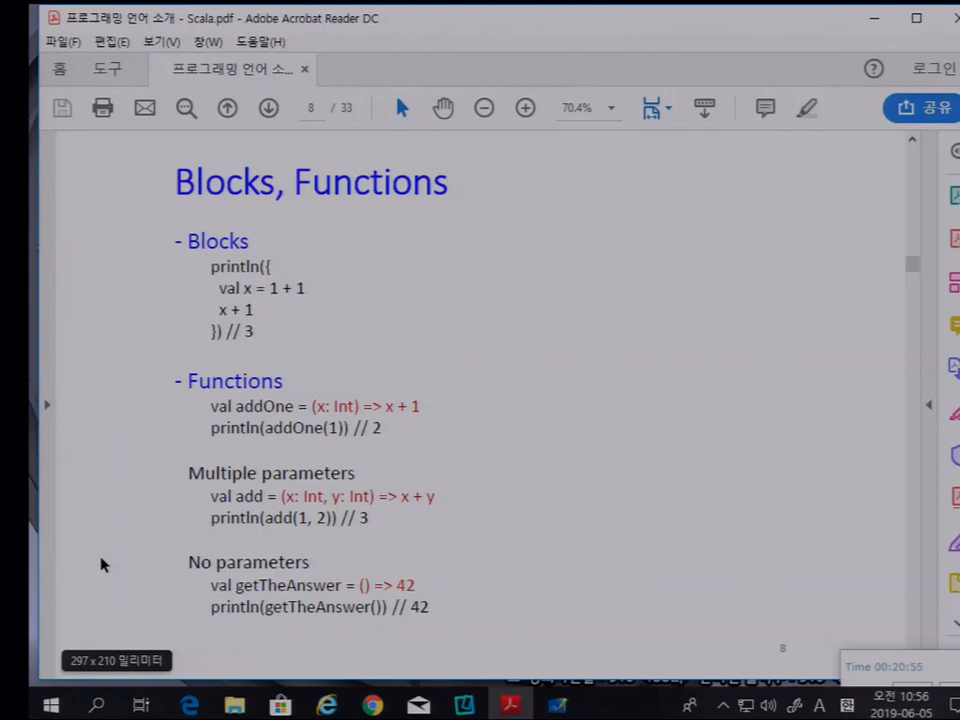 프로그래밍 언어 소개 - Scala.pdf - Adobe Acrobat Reader DC
파일(F) 편집(E) 보기(V) 창(W) 도움말(H)
홈 도구 프로그래밍 언어 소... × 로그인
8 / 33 70.4% 공유
Blocks, Functions
- Blocks
println({
val x = 1 + 1
x + 1
}) // 3
- Functions
val addOne = (x: Int) => x + 1
println(addOne(1)) // 2
Multiple parameters
val add = (x: Int, y: Int) => x + y
println(add(1, 2)) // 3
No parameters
val getTheAnswer = () => 42
println(getTheAnswer()) // 42
8
297 x 210 밀리미터
Time 00:20:55
A 한 오전 10:56
2019-06-05